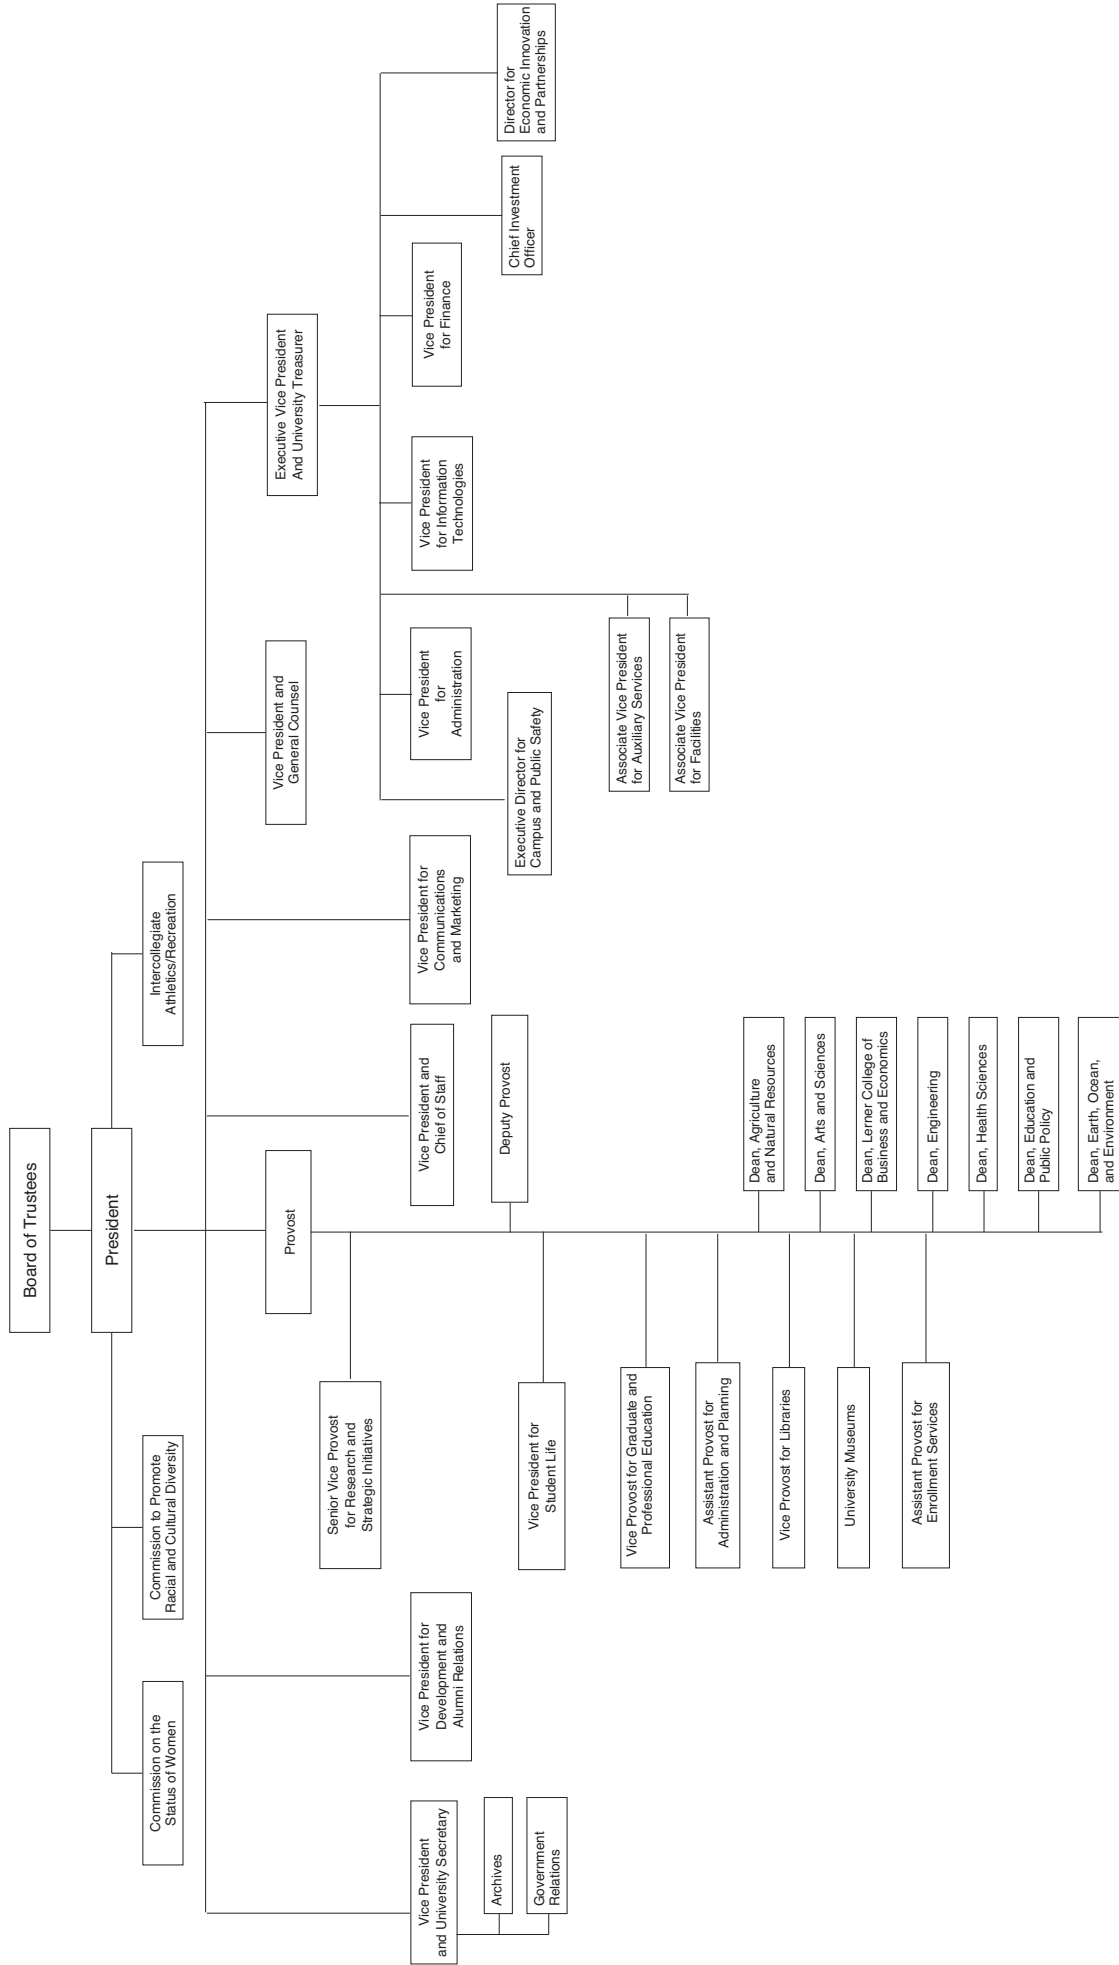 Board of Trustees
President
Commission on the
Status of Women
Commission to Promote
Racial and Cultural Diversity
Intercollegiate
Athletics/Recreation
Vice President
and University Secretary
Archives
Government
Relations
Vice President for
Development and
Alumni Relations
Provost
Senior Vice Provost
for Research and
Strategic Initiatives
Deputy Provost
Vice President for
Student Life
Vice Provost for Graduate and
Professional Education
Assistant Provost for
Administration and Planning
Vice Provost for Libraries
University Museums
Assistant Provost for
Enrollment Services
Dean, Agriculture
and Natural Resources
Dean, Arts and Sciences
Dean, Lerner College of
Business and Economics
Dean, Engineering
Dean, Health Sciences
Dean, Education and
Public Policy
Dean, Earth, Ocean,
and Environment
Vice President and
Chief of Staff
Vice President for
Communications
and Marketing
Vice President and
General Counsel
Executive Vice President
And University Treasurer
Executive Director for
Campus and Public Safety
Vice President
for
Administration
Associate Vice President
for Auxiliary Services
Associate Vice President
for Facilities
Vice President
for Information
Technologies
Vice President
for Finance
Chief Investment
Officer
Director for
Economic Innovation
and Partnerships